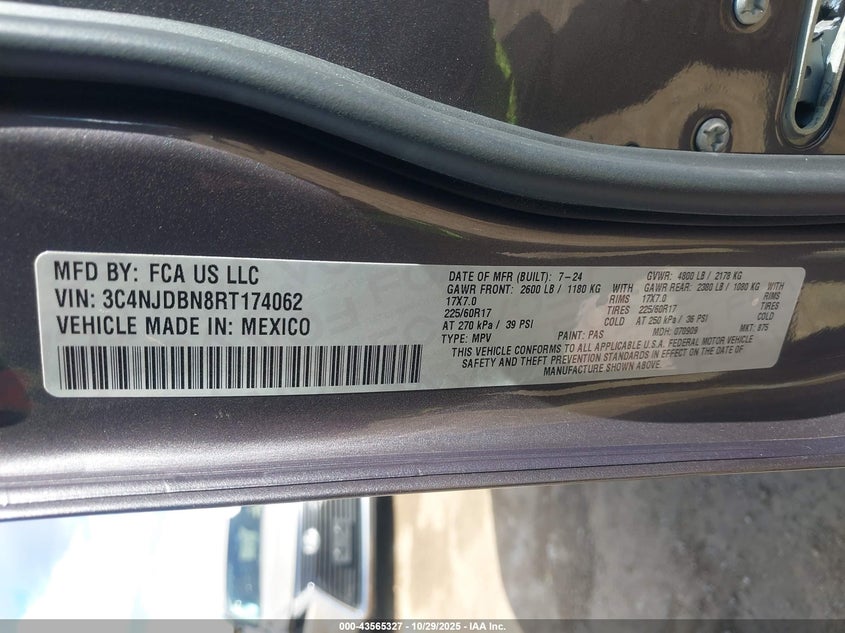 MFD BY: FCA US LLC
VIN: 3C4NJDBN8RT174062
VEHICLE MADE IN: MEXICO
DATE OF MFR (BUILT): 7-24
GVWR: 4800 LB / 2178 KG
GAWR FRONT: 2600 LB / 1180 KG WITH
17X7.0 RIMS
225/60R17 TIRES
AT 270 kPa / 39 PSI COLD
GAWR REAR: 2380 LB / 1080 KG WITH
17X7.0 RIMS
225/60R17 TIRES
AT 250 kPa / 36 PSI COLD
TYPE: MPV PAINT: PAS MDH: 070909 MKT: 875
THIS VEHICLE CONFORMS TO ALL APPLICABLE U.S.A. FEDERAL MOTOR VEHICLE
SAFETY AND THEFT PREVENTION STANDARDS IN EFFECT ON THE DATE OF
MANUFACTURE SHOWN ABOVE.
000-43565327 - 10/29/2025 - IAA Inc.